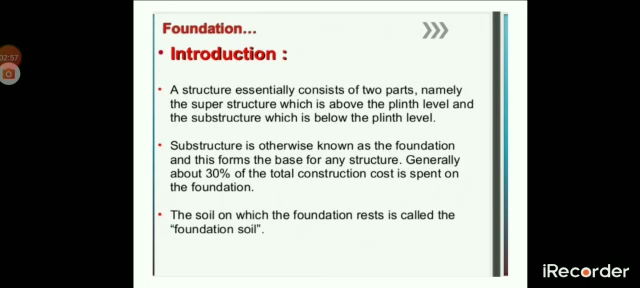 Foundation...
• Introduction :
• A structure essentially consists of two parts, namely
the super structure which is above the plinth level and
the substructure which is below the plinth level.
• Substructure is otherwise known as the foundation
and this forms the base for any structure. Generally
about 30% of the total construction cost is spent on
the foundation.
• The soil on which the foundation rests is called the
“foundation soil”.
iRecorder